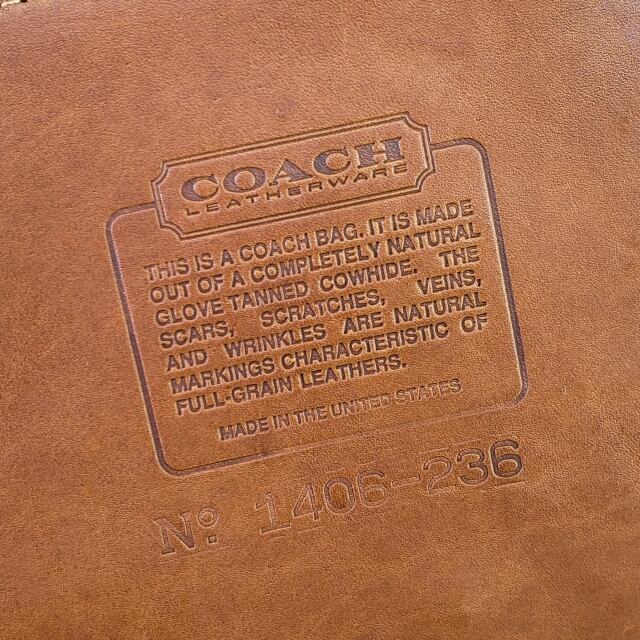 COACH
LEATHERWARE
THIS IS A COACH BAG. IT IS MADE
OUT OF A COMPLETELY NATURAL
GLOVE TANNED COWHIDE. THE
SCARS, SCRATCHES, VEINS,
AND WRINKLES ARE NATURAL
MARKINGS CHARACTERISTIC OF
FULL-GRAIN LEATHERS.
MADE IN THE UNITED STATES
Nº 1406-236